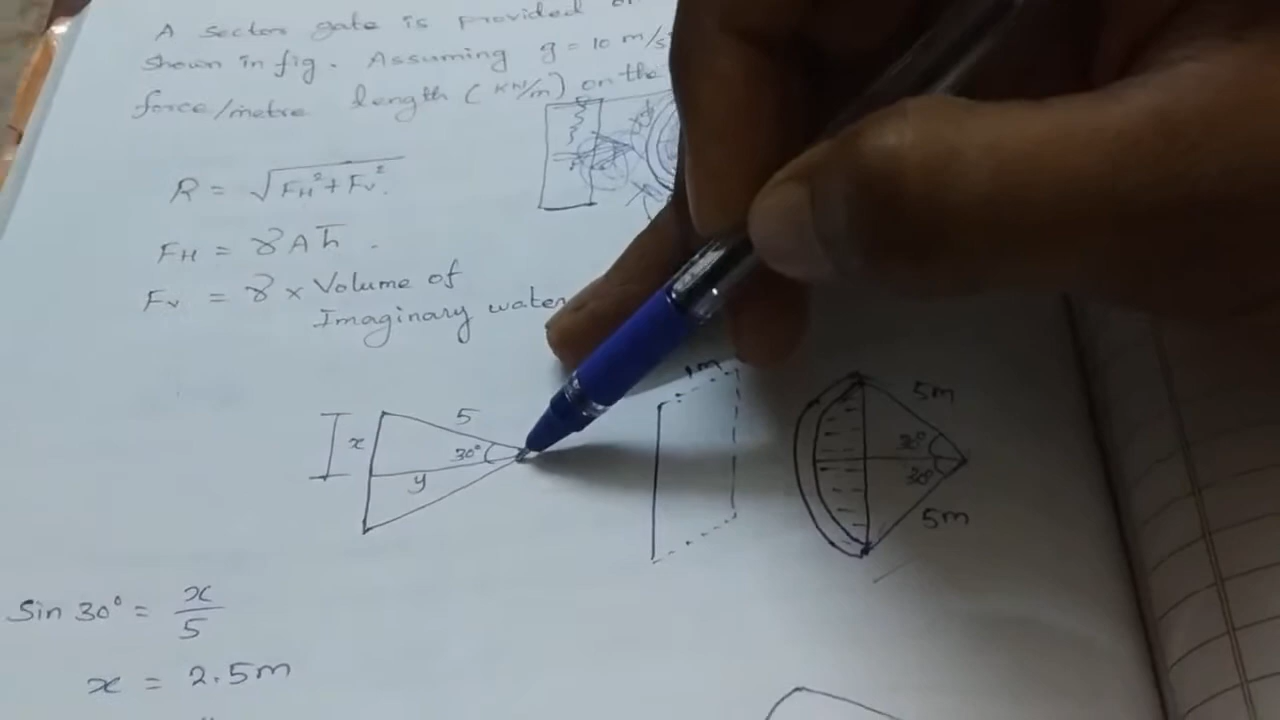 A sector gate is provided
shown in fig. Assuming g = 10 m/s
force/metre length (KN/m) on the
R = √FH² + Fv².
FH = γAh̄.
Fv = γ × Volume of
Imaginary water
5
x
30°
y
1m
5m
30°
30°
5m
Sin 30° = x/5
x = 2.5m